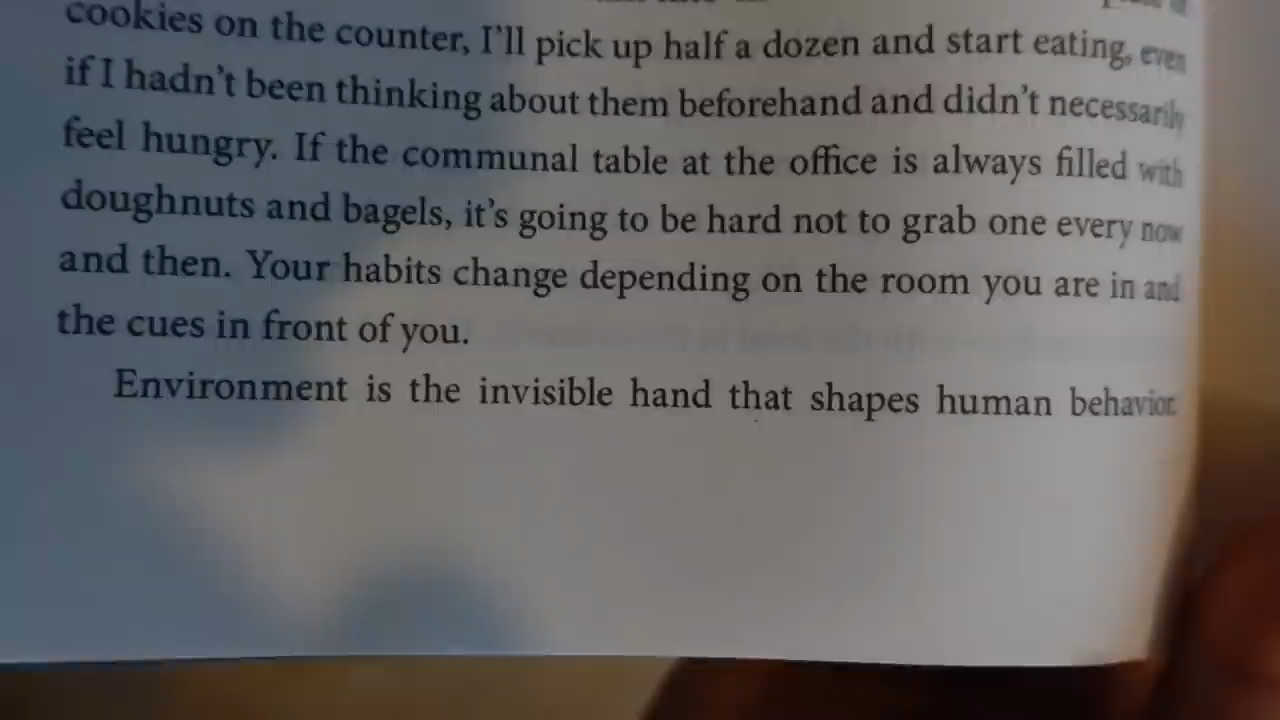 cookies on the counter, I'll pick up half a dozen and start eating, even
if I hadn't been thinking about them beforehand and didn't necessarily
feel hungry. If the communal table at the office is always filled with
doughnuts and bagels, it's going to be hard not to grab one every now
and then. Your habits change depending on the room you are in and
the cues in front of you.
Environment is the invisible hand that shapes human behavior.